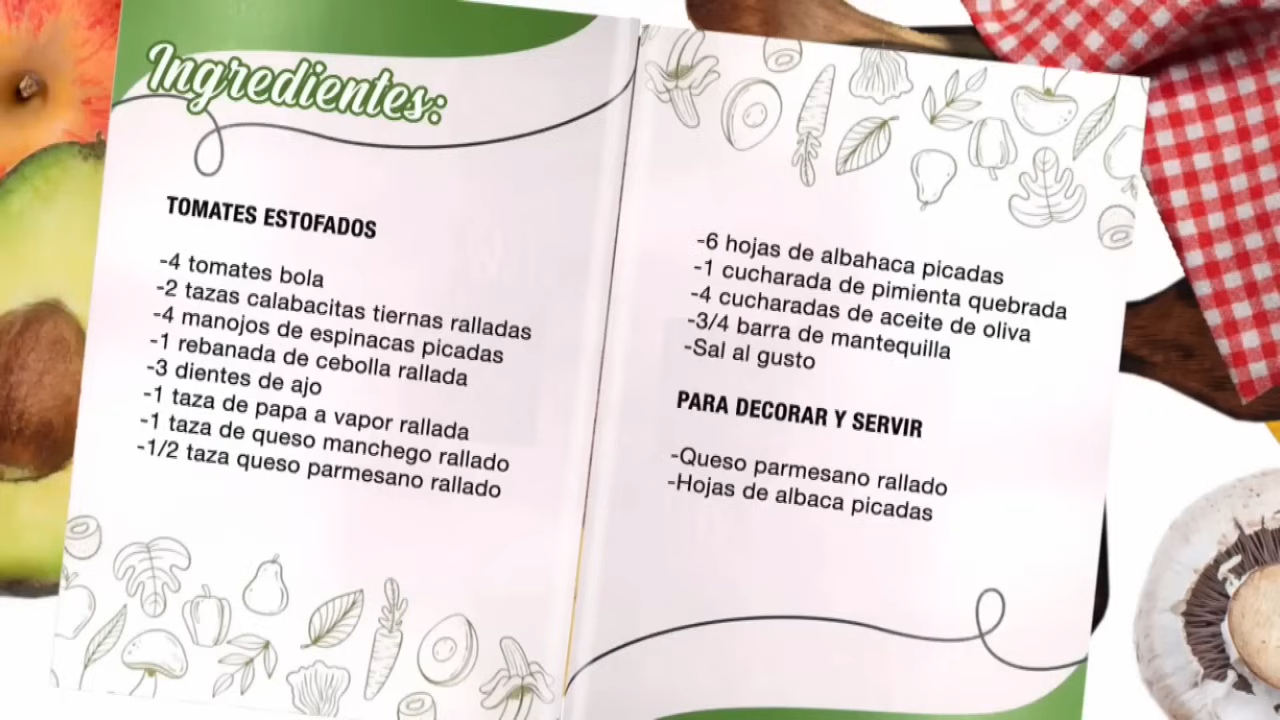 Ingredientes:
TOMATES ESTOFADOS
-4 tomates bola
-2 tazas calabacitas tiernas ralladas
-4 manojos de espinacas picadas
-1 rebanada de cebolla rallada
-3 dientes de ajo
-1 taza de papa a vapor rallada
-1 taza de queso manchego rallado
-1/2 taza queso parmesano rallado
-6 hojas de albahaca picadas
-1 cucharada de pimienta quebrada
-4 cucharadas de aceite de oliva
-3/4 barra de mantequilla
-Sal al gusto
PARA DECORAR Y SERVIR
-Queso parmesano rallado
-Hojas de albaca picadas